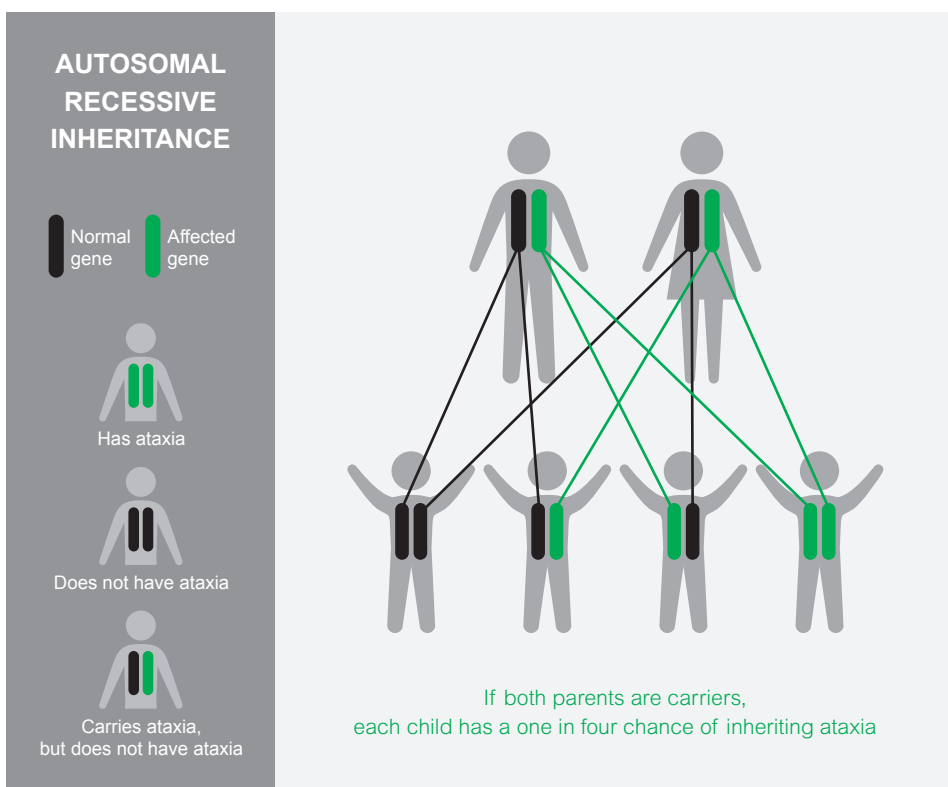 AUTOSOMAL
RECESSIVE
INHERITANCE
Normal
gene
Affected
gene
Has ataxia
Does not have ataxia
Carries ataxia,
but does not have ataxia
If both parents are carriers,
each child has a one in four chance of inheriting ataxia